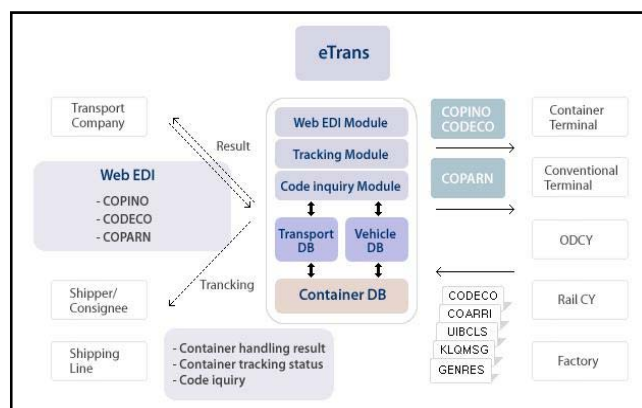 eTrans
Transport
Company
Result
Web EDI
- COPINO
- CODECO
- COPARN
Trancking
Shipper/
Consignee
Shipping
Line
- Container handling result
- Container tracking status
- Code iquiry
Web EDI Module
Tracking Module
Code inquiry Module
Transport
DB
Vehicle
DB
Container DB
COPINO
CODECO
COPARN
CODECO
COARRI
UIBCLS
KLQMSG
GENRES
Container
Terminal
Conventional
Terminal
ODCY
Rail CY
Factory